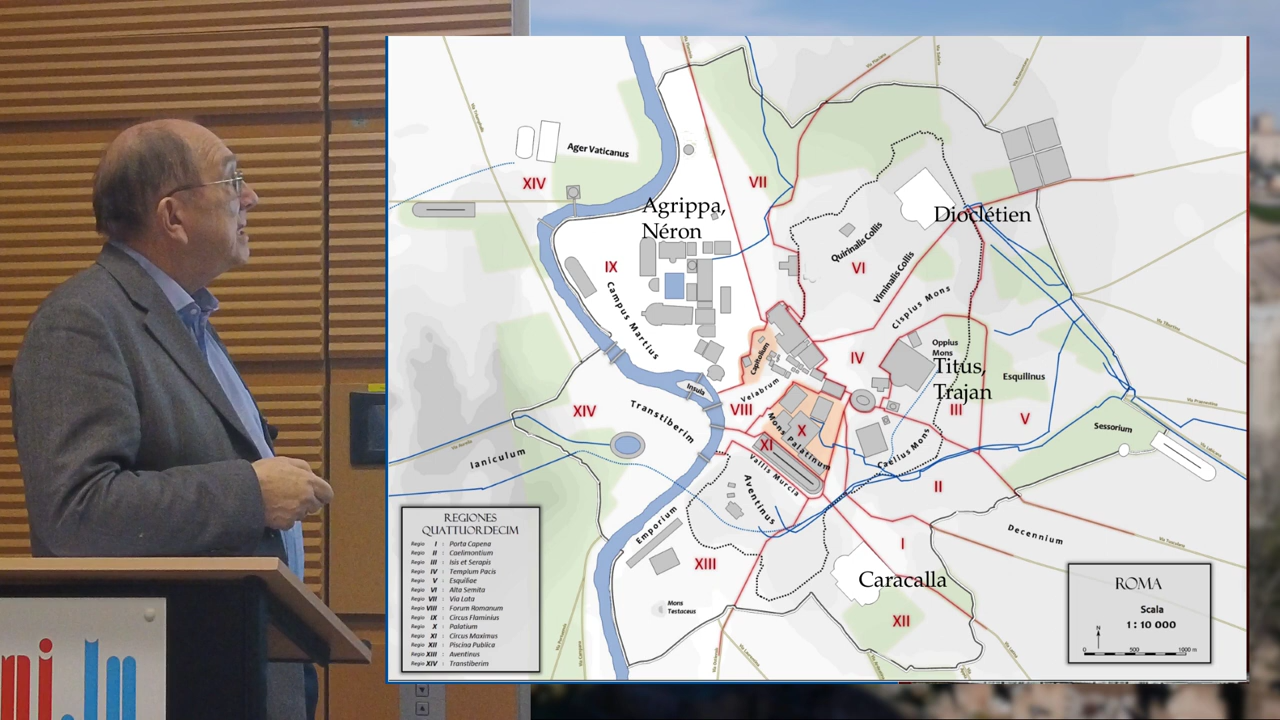 Ager Vaticanus
XIV
VII
Agrippa,
Néron
Dioclétien
IX
Campus Martius
Quirinalis Collis
VI
Viminalis Collis
Cispius Mons
Capitolium
IV
Oppius
Mons
Titus,
Trajan
Esquilinus
III
V
Insula
Velabrum
VIII
XIV
Transtiberim
X
Mons Palatinum
XI
Vallis Murcia
Caelius Mons
Sessorium
Ianiculum
Aventinus
II
Emporium
Decennium
I
XIII
Caracalla
Mons
Testaceus
XII
REGIONES
QUATTUORDECIM
Regio I : Porta Capena
Regio II : Caelimontium
Regio III : Isis et Serapis
Regio IV : Templum Pacis
Regio V : Esquiliae
Regio VI : Alta Semita
Regio VII : Via Lata
Regio VIII : Forum Romanum
Regio IX : Circus Flaminius
Regio X : Palatium
Regio XI : Circus Maximus
Regio XII : Piscina Publica
Regio XIII : Aventinus
Regio XIV : Transtiberim
ROMA
Scala
1 : 10 000
N
0
500
1000 m
ni.lu